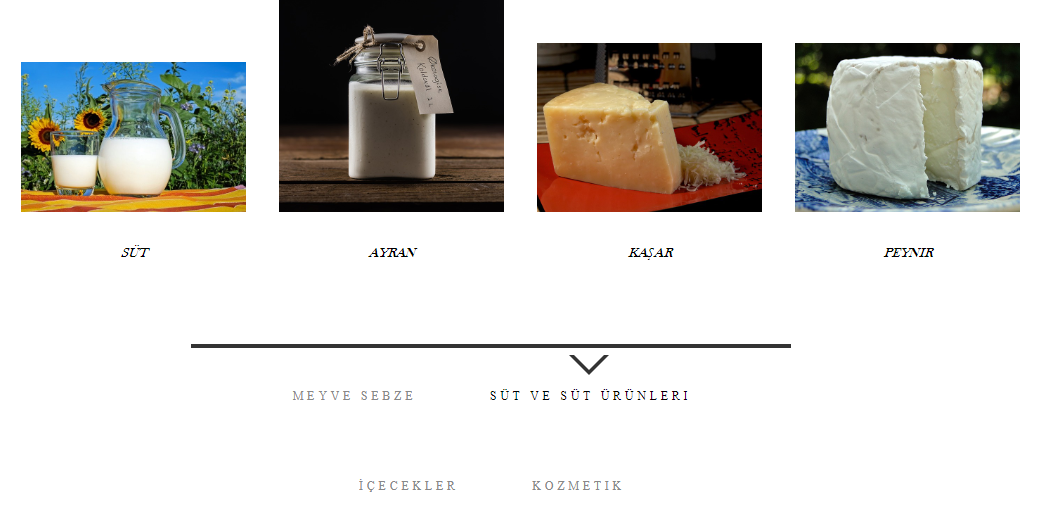 SÜT
AYRAN
KAŞAR
PEYNIR
MEYVE SEBZE
SÜT VE SÜT ÜRÜNLERI
İÇECEKLER
KOZMETIK